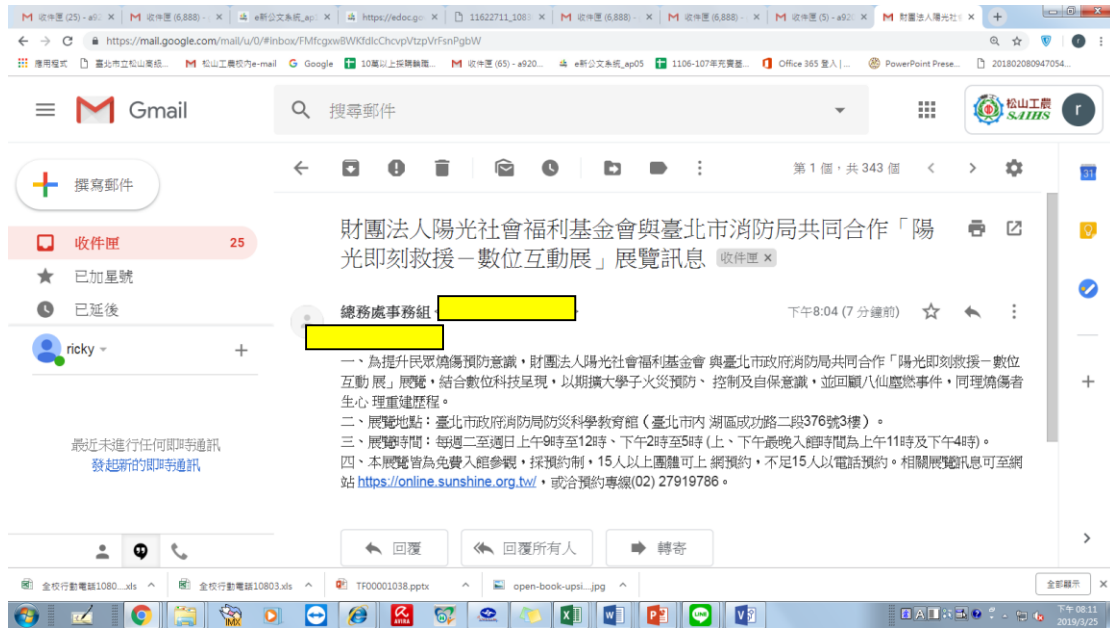 收件匣 (25) - a92
收件匣 (6,888) -
e新公文系統_ap
https://edoc.go
11622711_108
收件匣 (6,888) -
收件匣 (6,888) -
收件匣 (5) - a92
財團法人陽光社
https://mail.google.com/mail/u/0/#inbox/FMfcgxw8WKfdlcChcvpVtzpVrFsnPgbW
應用程式
臺北市立松山高級...
松山工農校內e-mail
Google
10萬以上採購輪職...
收件匣 (65) - a920...
e新公文系統_ap05
1106-107年充實基...
Office 365 登入 | ...
PowerPoint Prese...
201802080947054...
Gmail
搜尋郵件
松山工農
SAIHS
r
撰寫郵件
第 1 個，共 343 個
31
收件匣
25
已加星號
已延後
ricky
最近未進行任何即時通訊
發起新的即時通訊
財團法人陽光社會福利基金會與臺北市消防局共同合作「陽
光即刻救援－數位互動展」展覽訊息 收件匣 x
總務處事務組
下午8:04 (7 分鐘前)
一、為提升民眾燒傷預防意識，財團法人陽光社會福利基金會 與臺北市政府消防局共同合作「陽光即刻救援－數位
互動 展」展覽，結合數位科技呈現，以期擴大學子火災預防、 控制及自保意識，並回顧八仙塵燃事件，同理燒傷者
生心 理重建歷程。
二、展覽地點：臺北市政府消防局防災科學教育館（臺北市內 湖區成功路二段376號3樓）。
三、展覽時間：每週二至週日上午9時至12時、下午2時至5時 (上、下午最晚入館時間為上午11時及下午4時)。
四、本展覽皆為免費入館參觀，採預約制，15人以上團體可上 網預約，不足15人以電話預約。相關展覽訊息可至網
站 https://online.sunshine.org.tw/，或洽預約專線(02) 27919786。
回覆
回覆所有人
轉寄
全校行動電話1080....xls
全校行動電話10803.xls
TF00001038.pptx
open-book-upsi...jpg
全部顯示
下午 08:11
2019/3/25